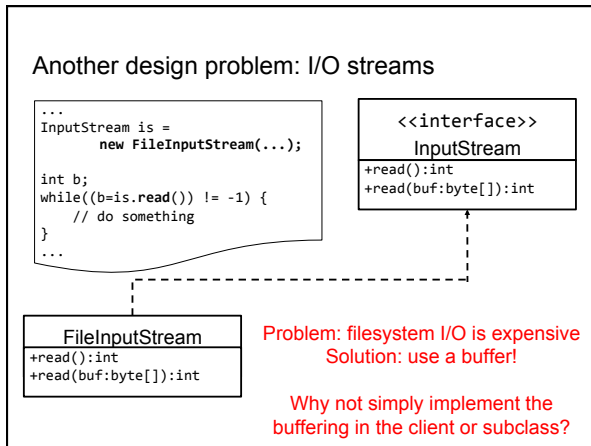 Another design problem: I/O streams
...
InputStream is =
new FileInputStream(...);
int b;
while((b=is.read()) != -1) {
// do something
}
...
<<interface>>
InputStream
+read():int
+read(buf:byte[]):int
FileInputStream
+read():int
+read(buf:byte[]):int
Problem: filesystem I/O is expensive
Solution: use a buffer!
Why not simply implement the
buffering in the client or subclass?